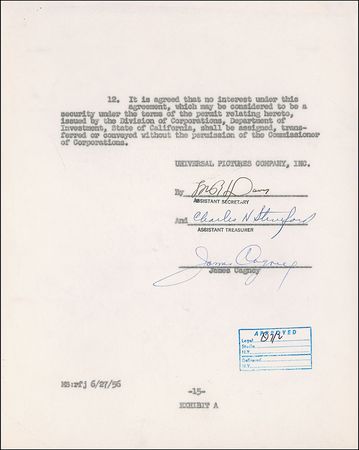 12. It is agreed that no interest under this
agreement, which may be considered to be a
security under the terms of the permit relating hereto,
issued by the Division of Corporations, Department of
Investment, State of California, shall be assigned, trans-
ferred or conveyed without the permission of the Commissioner
of Corporations.
UNIVERSAL PICTURES COMPANY, INC.
By
ASSISTANT SECRETARY
And Charles N
ASSISTANT TREASURER
James Cagney
James Cagney
APPROVED
Legal
Studio
N.Y.
N.Y.
MS:rfj 6/27/56
-15-
EXHIBIT A